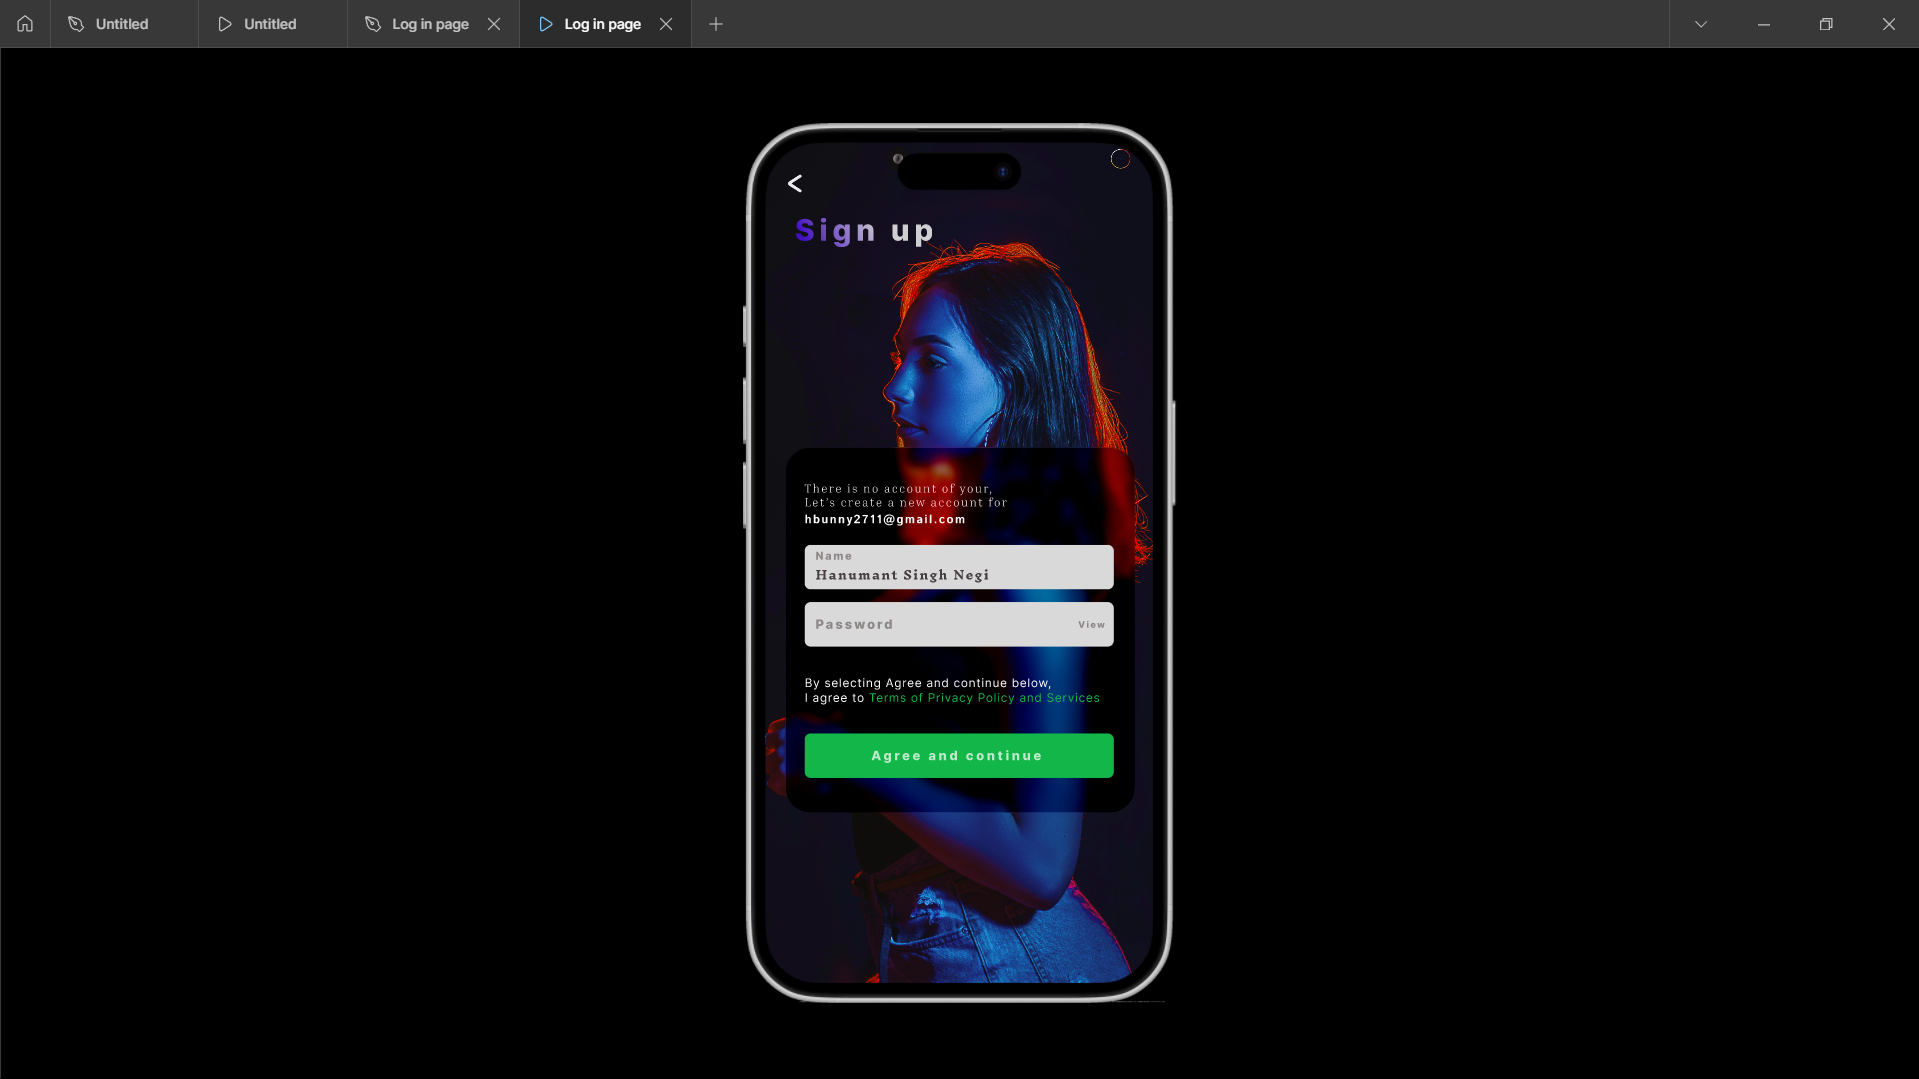 Untitled
Untitled
Log in page
Log in page
Sign up
There is no account of your,
Let's create a new account for
hbunny2711@gmail.com
Name
Hanumant Singh Negi
Password
View
By selecting Agree and continue below,
I agree to Terms of Privacy Policy and Services
Agree and continue